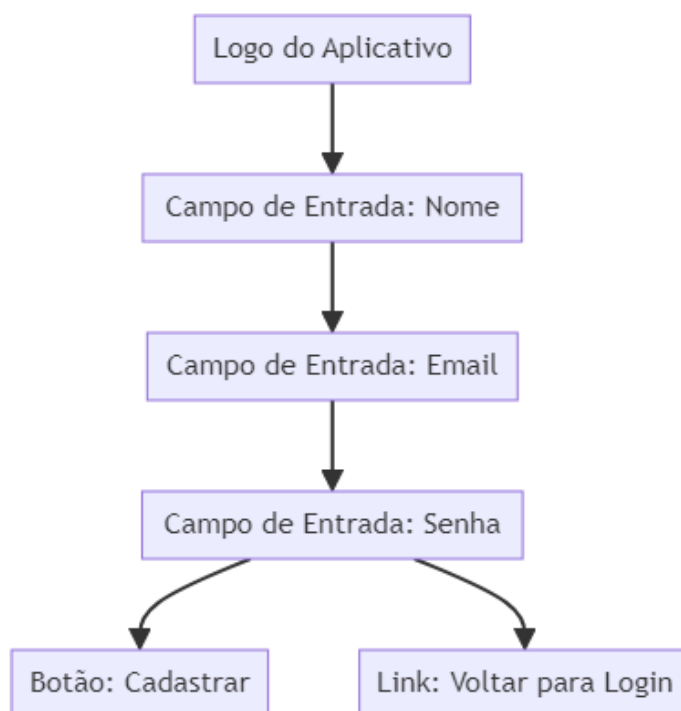 Logo do Aplicativo
Campo de Entrada: Nome
Campo de Entrada: Email
Campo de Entrada: Senha
Botão: Cadastrar
Link: Voltar para Login